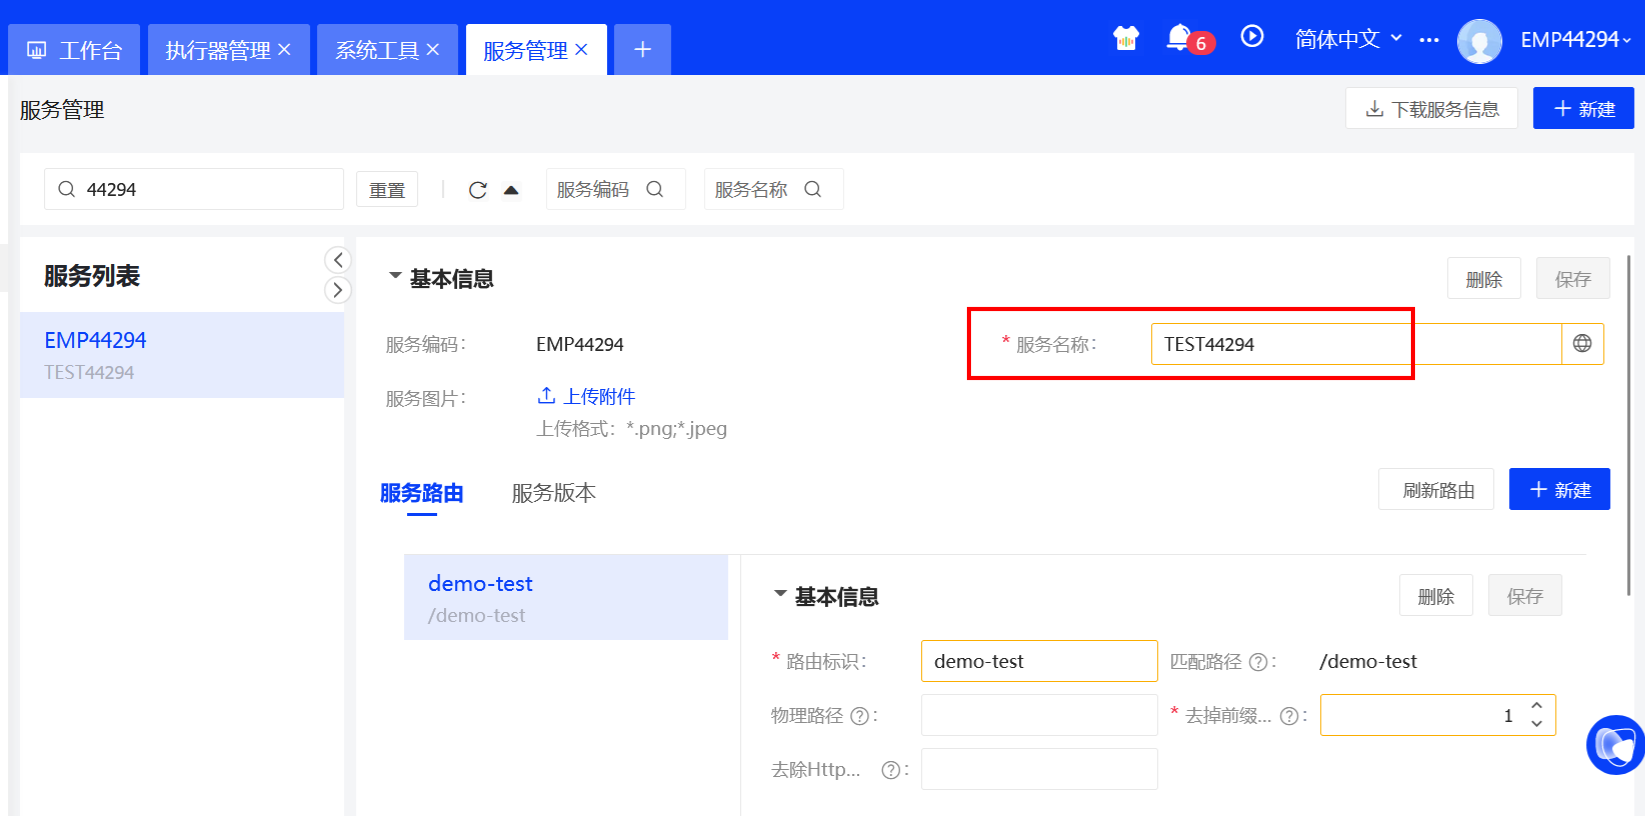 工作台 执行器管理 × 系统工具 × 服务管理 × + 6 简体中文 ... EMP44294
服务管理 下载服务信息 + 新建
44294 重置 服务编码 服务名称
服务列表
EMP44294
TEST44294
基本信息 删除 保存
服务编码: EMP44294 * 服务名称: TEST44294
服务图片: 上传附件
上传格式: *.png;*.jpeg
服务路由 服务版本 刷新路由 + 新建
demo-test
/demo-test
基本信息 删除 保存
* 路由标识: demo-test 匹配路径 ? : /demo-test
物理路径 ? : * 去掉前缀... ? : 1
去除Http... ? :